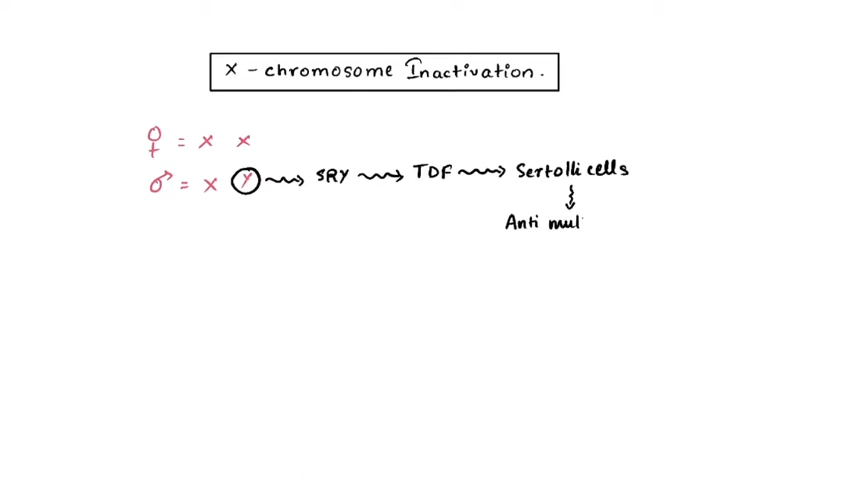 X - chromosome Inactivation.
♀ = X X
♂ = X Y → SRY → TDF → Sertolli cells
Anti mul